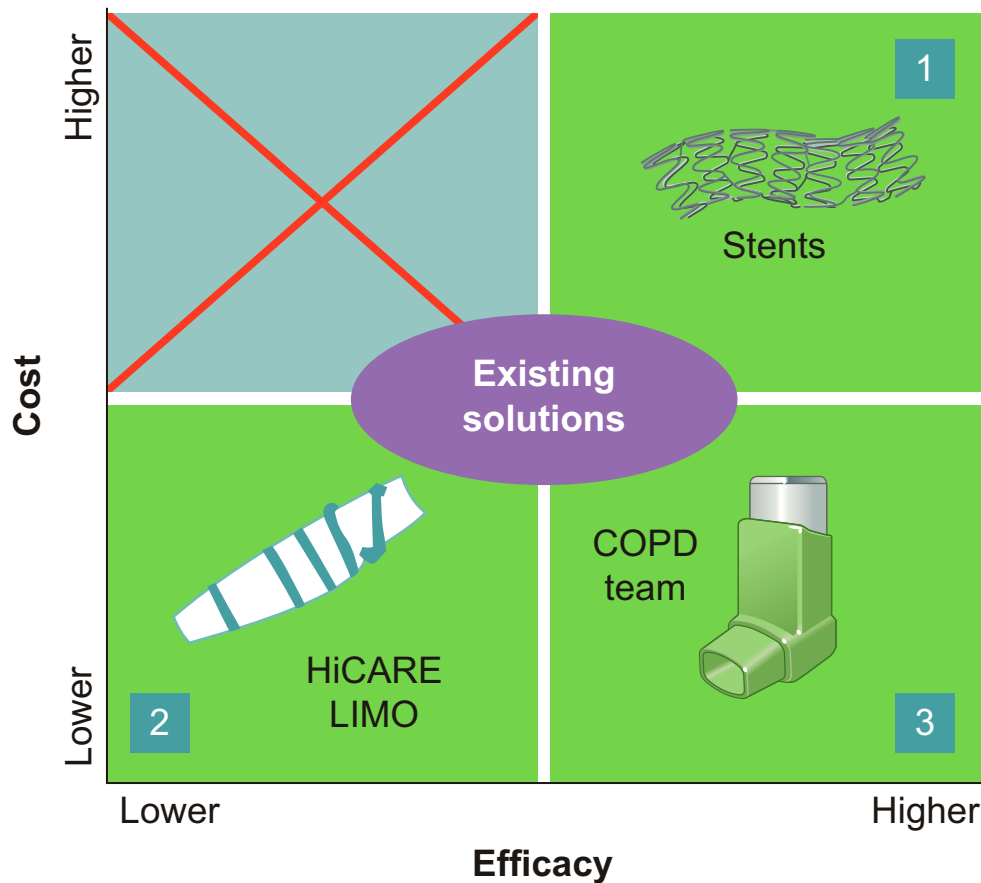 Higher
1
Stents
Cost
Existing
solutions
COPD
team
HiCARE
LIMO
Lower
2
3
Lower
Higher
Efficacy